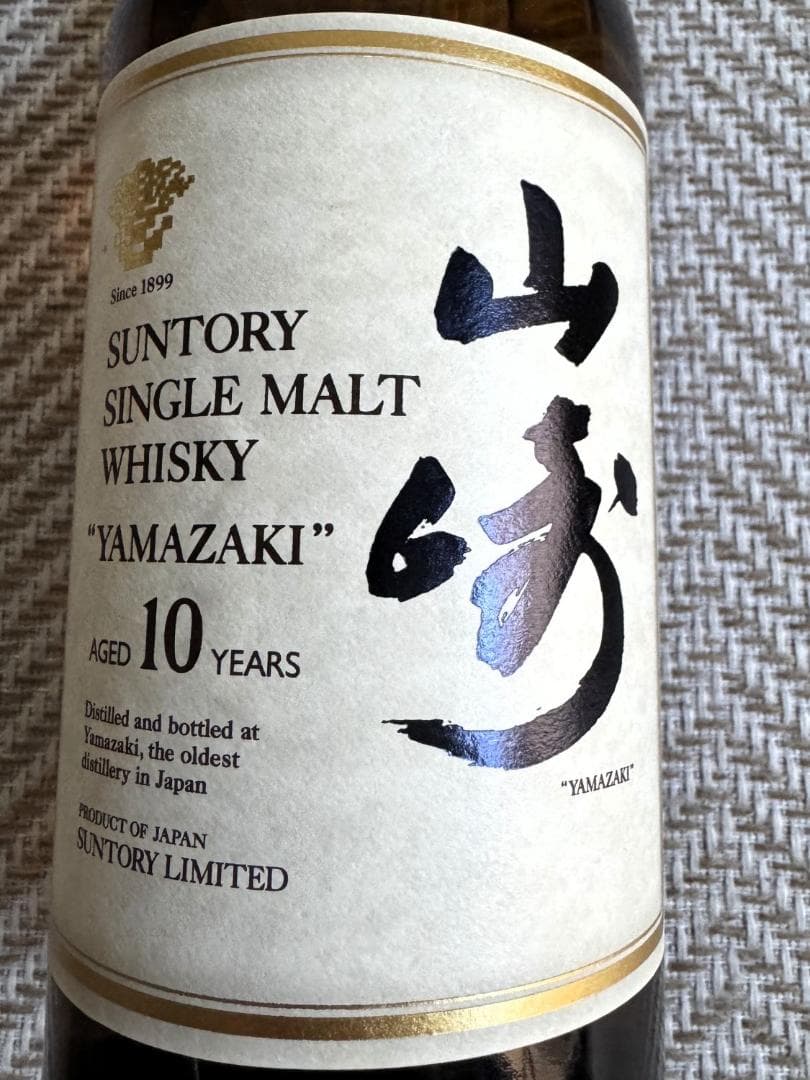 Since 1899
SUNTORY
SINGLE MALT
WHISKY
“YAMAZAKI”
AGED 10 YEARS
Distilled and bottled at
Yamazaki, the oldest
distillery in Japan
PRODUCT OF JAPAN
SUNTORY LIMITED
山崎
“YAMAZAKI”